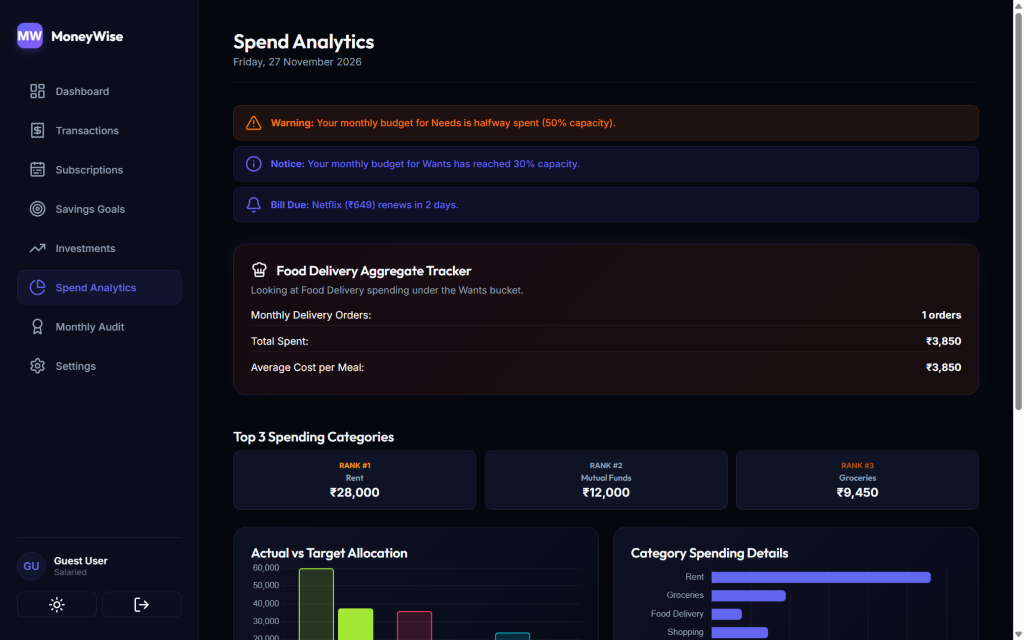 MW MoneyWise
Dashboard
Transactions
Subscriptions
Savings Goals
Investments
Spend Analytics
Monthly Audit
Settings
GU
Guest User
Salaried
Spend Analytics
Friday, 27 November 2026
Warning: Your monthly budget for Needs is halfway spent (50% capacity).
Notice: Your monthly budget for Wants has reached 30% capacity.
Bill Due: Netflix (₹649) renews in 2 days.
Food Delivery Aggregate Tracker
Looking at Food Delivery spending under the Wants bucket.
Monthly Delivery Orders: 1 orders
Total Spent: ₹3,850
Average Cost per Meal: ₹3,850
Top 3 Spending Categories
RANK #1
Rent
₹28,000
RANK #2
Mutual Funds
₹12,000
RANK #3
Groceries
₹9,450
Actual vs Target Allocation
60,000
50,000
40,000
30,000
20,000
Category Spending Details
Rent
Groceries
Food Delivery
Shopping